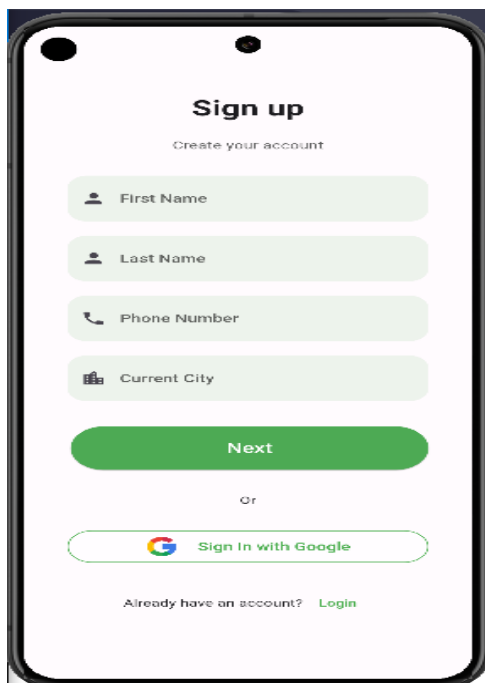 Sign up
Create your account
First Name
Last Name
Phone Number
Current City
Next
Or
Sign In with Google
Already have an account? Login